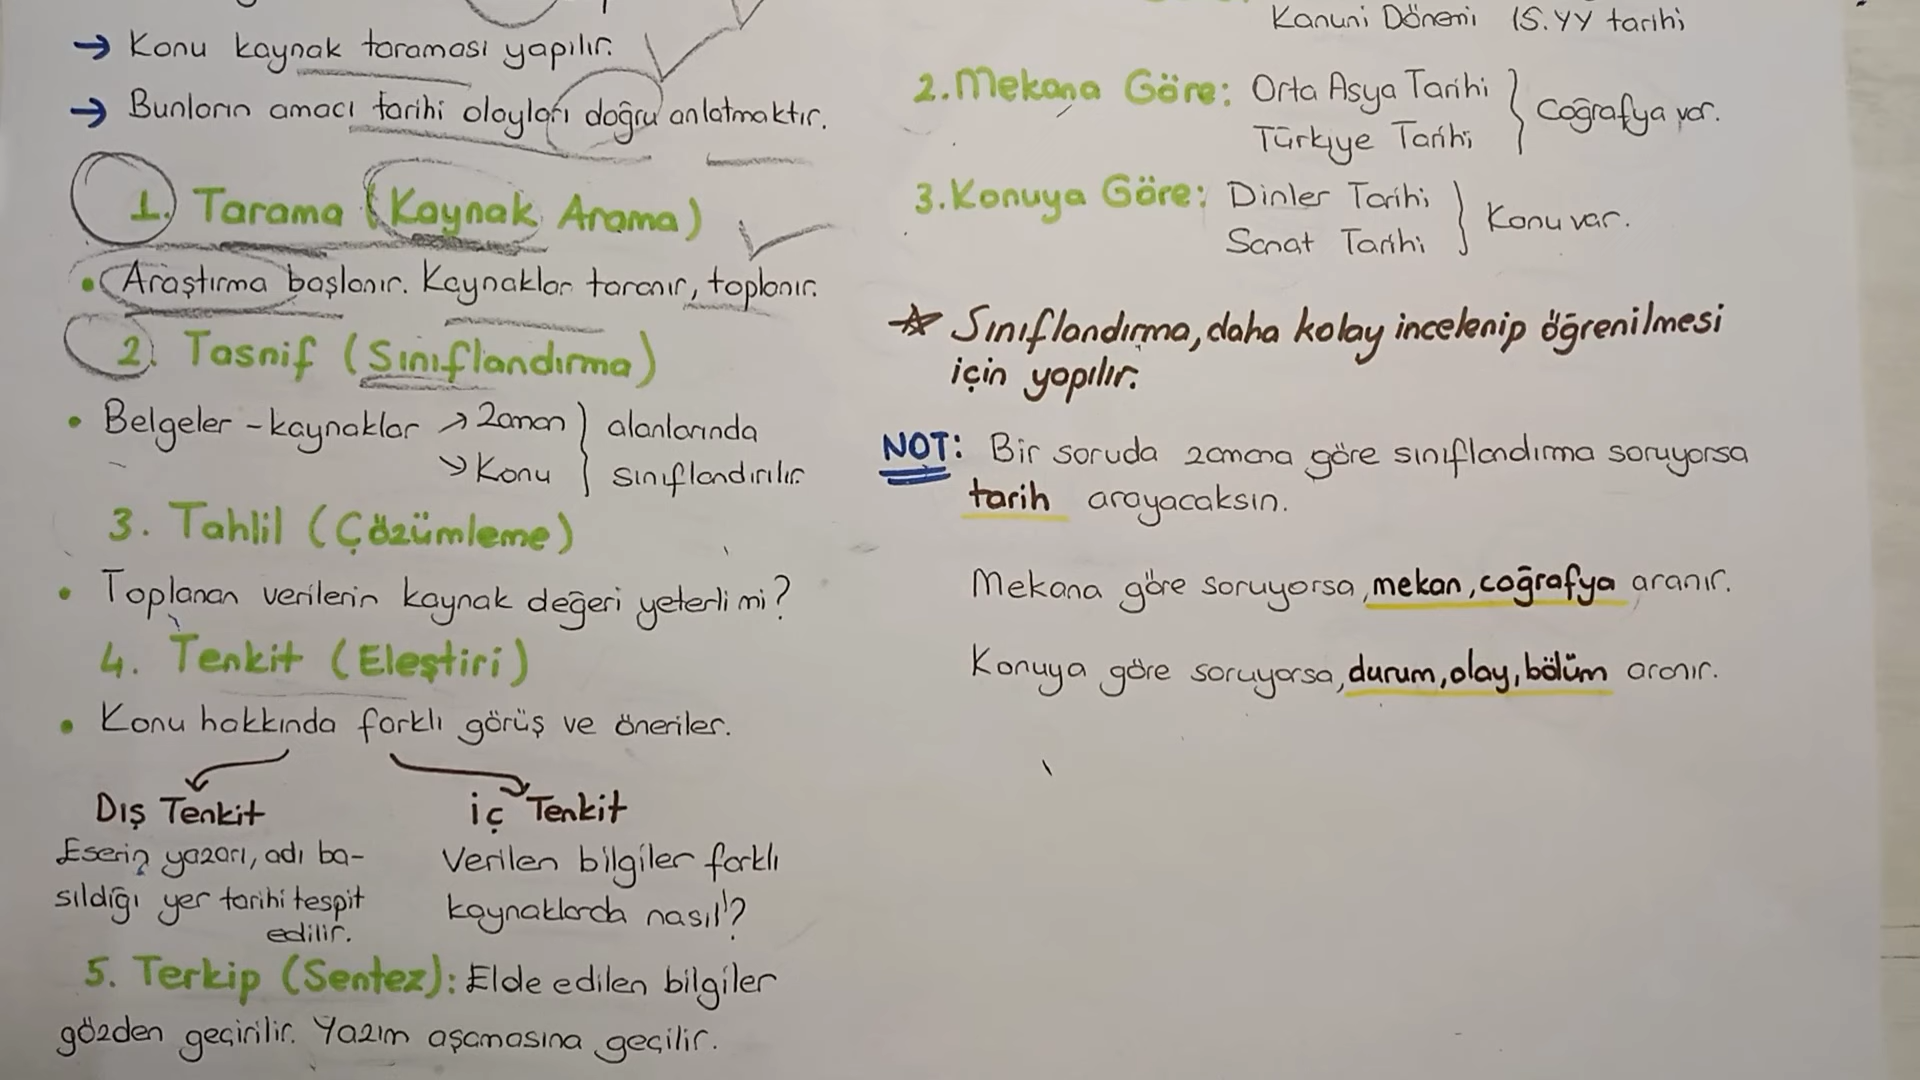 → Konu kaynak taraması yapılır.
→ Bunların amacı tarihi olayları doğru anlatmaktır.
1. Tarama (Kaynak Arama)
• Araştırma başlanır. Kaynaklar taranır, toplanır.
2. Tasnif (Sınıflandırma)
• Belgeler - kaynaklar → Zaman } alanlarında
→ Konu } sınıflandırılır.
3. Tahlil (Çözümleme)
• Toplanan verilerin kaynak değeri yeterli mi?
4. Tenkit (Eleştiri)
• Konu hakkında farklı görüş ve öneriler.
Dış Tenkit
Eserin yazarı, adı ba-
sıldığı yer tarihi tespit
edilir.
İç Tenkit
Verilen bilgiler farklı
kaynaklarda nasıl?
5. Terkip (Sentez): Elde edilen bilgiler
gözden geçirilir. Yazım aşamasına geçilir.
Kanuni Dönemi 15.YY tarihi
2. Mekana Göre: Orta Asya Tarihi } Coğrafya var.
Türkiye Tarihi
3. Konuya Göre: Dinler Tarihi } Konu var.
Sanat Tarihi
☆ Sınıflandırma, daha kolay incelenip öğrenilmesi
için yapılır.
NOT: Bir soruda zamana göre sınıflandırma soruyorsa
tarih arayacaksın.
Mekana göre soruyorsa, mekan, coğrafya aranır.
Konuya göre soruyorsa, durum, olay, bölüm aranır.